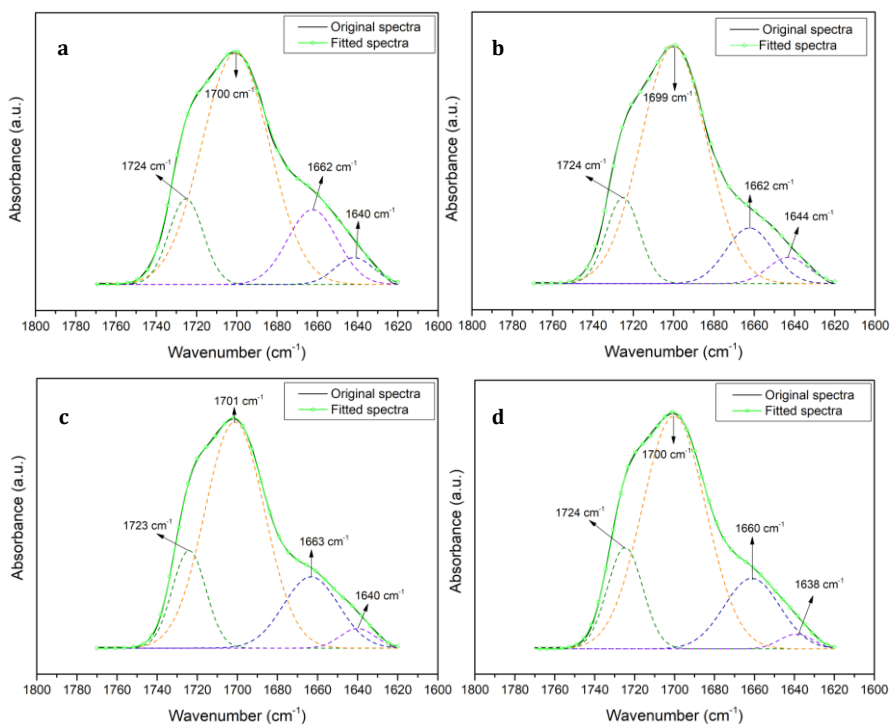 a
Original spectra
Fitted spectra
1700 cm⁻¹
1724 cm⁻¹
1662 cm⁻¹
1640 cm⁻¹
Absorbance (a.u.)
1800 1780 1760 1740 1720 1700 1680 1660 1640 1620 1600
Wavenumber (cm⁻¹)
b
Original spectra
Fitted spectra
1699 cm⁻¹
1724 cm⁻¹
1662 cm⁻¹
1644 cm⁻¹
Absorbance (a.u.)
1800 1780 1760 1740 1720 1700 1680 1660 1640 1620 1600
Wavenumber (cm⁻¹)
c
1701 cm⁻¹
Original spectra
Fitted spectra
1723 cm⁻¹
1663 cm⁻¹
1640 cm⁻¹
Absorbance (a.u.)
1800 1780 1760 1740 1720 1700 1680 1660 1640 1620 1600
Wavenumber (cm⁻¹)
d
Original spectra
Fitted spectra
1700 cm⁻¹
1724 cm⁻¹
1660 cm⁻¹
1638 cm⁻¹
Absorbance (a.u.)
1800 1780 1760 1740 1720 1700 1680 1660 1640 1620 1600
Wavenumber (cm⁻¹)